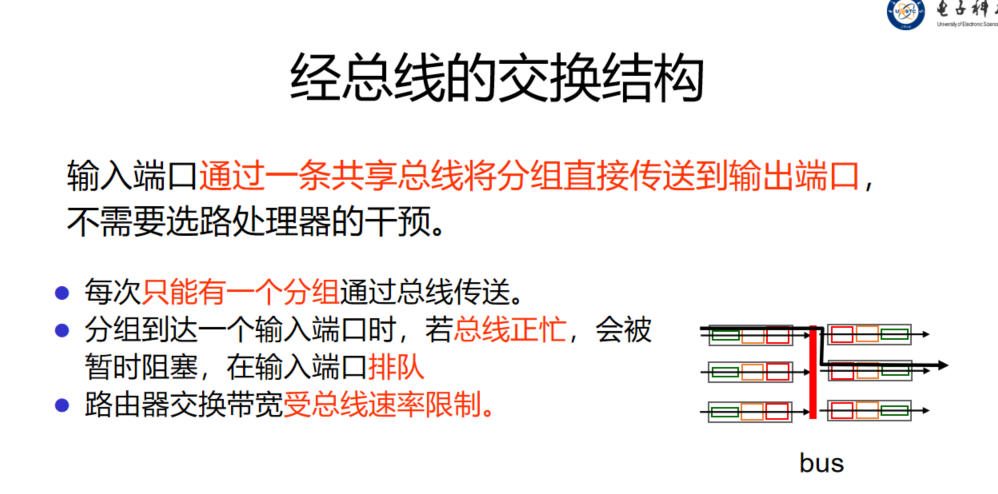 电子科
University of Electronic Scienc
经总线的交换结构
输入端口通过一条共享总线将分组直接传送到输出端口，
不需要选路处理器的干预。
每次只能有一个分组通过总线传送。
分组到达一个输入端口时，若总线正忙，会被
暂时阻塞，在输入端口排队
路由器交换带宽受总线速率限制。
bus